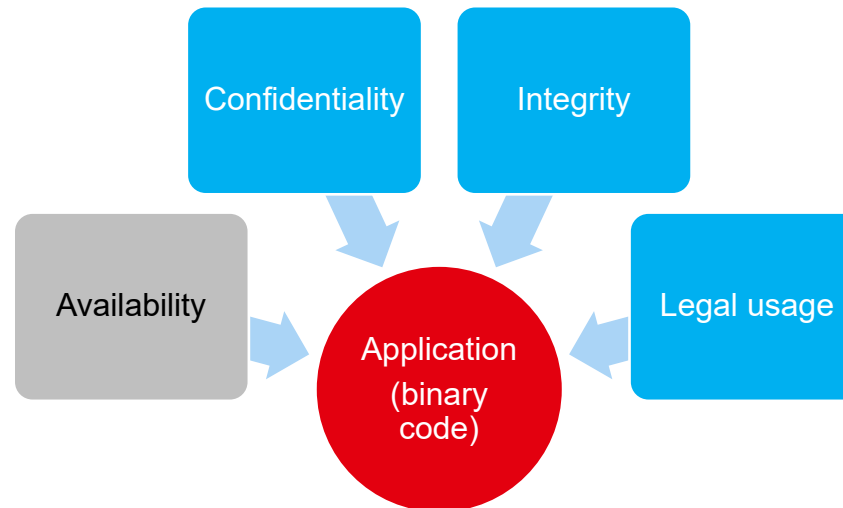 Confidentiality
Integrity
Availability
Legal usage
Application
(binary
code)